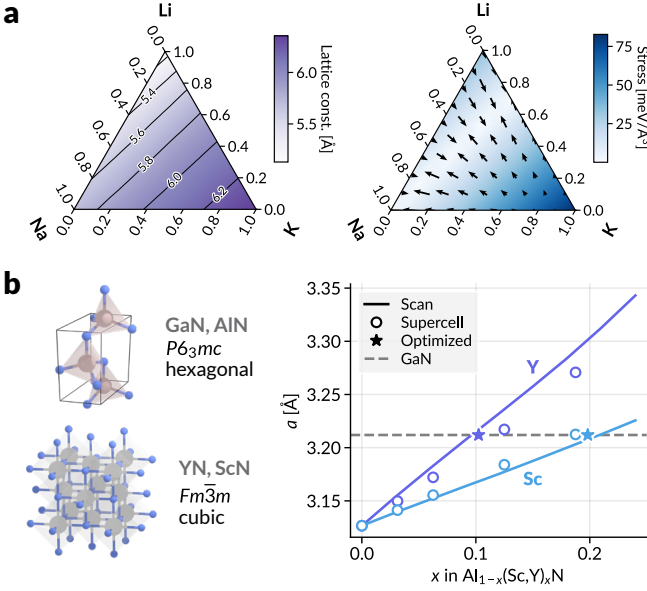 a
Li
Li
0.0
0.2
0.4
0.6
0.8
1.0
1.0
0.8
0.6
0.4
0.2
0.0
0.0
0.2
0.4
0.6
0.8
1.0
Na
K
5.4
5.6
5.8
6.0
6.2
6.0
5.5
Lattice const. [Å]
0.0
0.2
0.4
0.6
0.8
1.0
1.0
0.8
0.6
0.4
0.2
0.0
0.0
0.2
0.4
0.6
0.8
1.0
Na
K
75
50
25
Stress [meV/Å³]
b
GaN, AlN
P6₃mc
hexagonal
YN, ScN
Fm3̅m
cubic
3.35
3.30
3.25
3.20
3.15
a [Å]
Scan
Supercell
Optimized
GaN
Y
Sc
0.0
0.1
0.2
x in Al₁₋ₓ(Sc,Y)ₓN